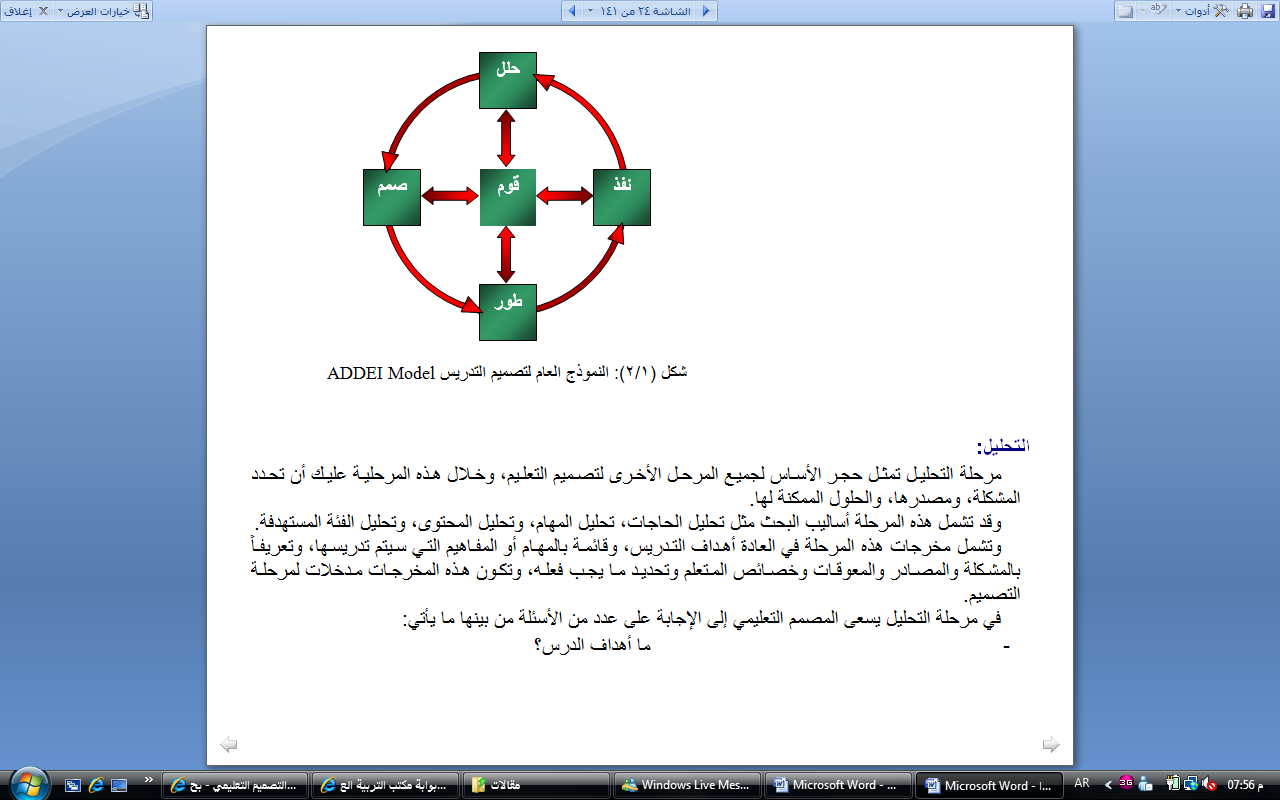 خيارات العرض
إغلاق
الشاشة ٢٤ من ١٤١
أدوات
حلل
صمم
قوم
نفذ
طور
شكل (٢/١): النموذج العام لتصميم التدريس ADDEI Model
التحليل:
مرحلة التحليل تمثل حجر الأساس لجميع المرحل الأخرى لتصميم التعليم، وخلال هذه المرحلية عليك أن تحدد
المشكلة، ومصدرها، والحلول الممكنة لها.
وقد تشمل هذه المرحلة أساليب البحث مثل تحليل الحاجات، تحليل المهام، وتحليل المحتوى، وتحليل الفئة المستهدفة.
وتشمل مخرجات هذه المرحلة في العادة أهداف التدريس، وقائمة بالمهام أو المفاهيم التي سيتم تدريسها، وتعريفاً
بالمشكلة والمصادر والمعوقات وخصائص المتعلم وتحديد ما يجب فعله، وتكون هذه المخرجات مدخلات لمرحلة
التصميم.
في مرحلة التحليل يسعى المصمم التعليمي إلى الإجابة على عدد من الأسئلة من بينها ما يأتي:
- ما أهداف الدرس؟
التصميم التعليمي - بح...
بوابة مكتب التربية الع...
مقالات
Windows Live Mes...
Microsoft Word - ...
Microsoft Word - I...
AR
3G
07:56 م